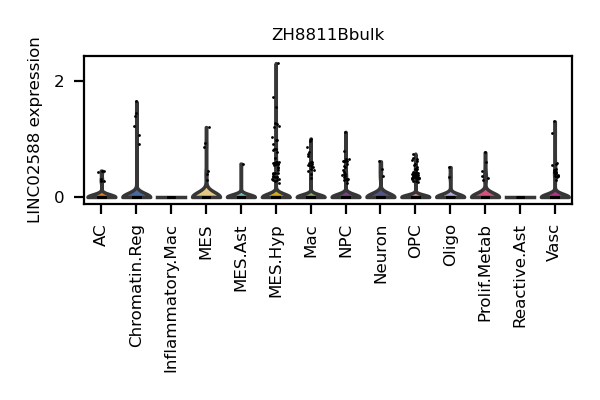 ZH8811Bbulk
LINC02588 expression
2
0
AC
Chromatin.Reg
Inflammatory.Mac
MES
MES.Ast
MES.Hyp
Mac
NPC
Neuron
OPC
Oligo
Prolif.Metab
Reactive.Ast
Vasc